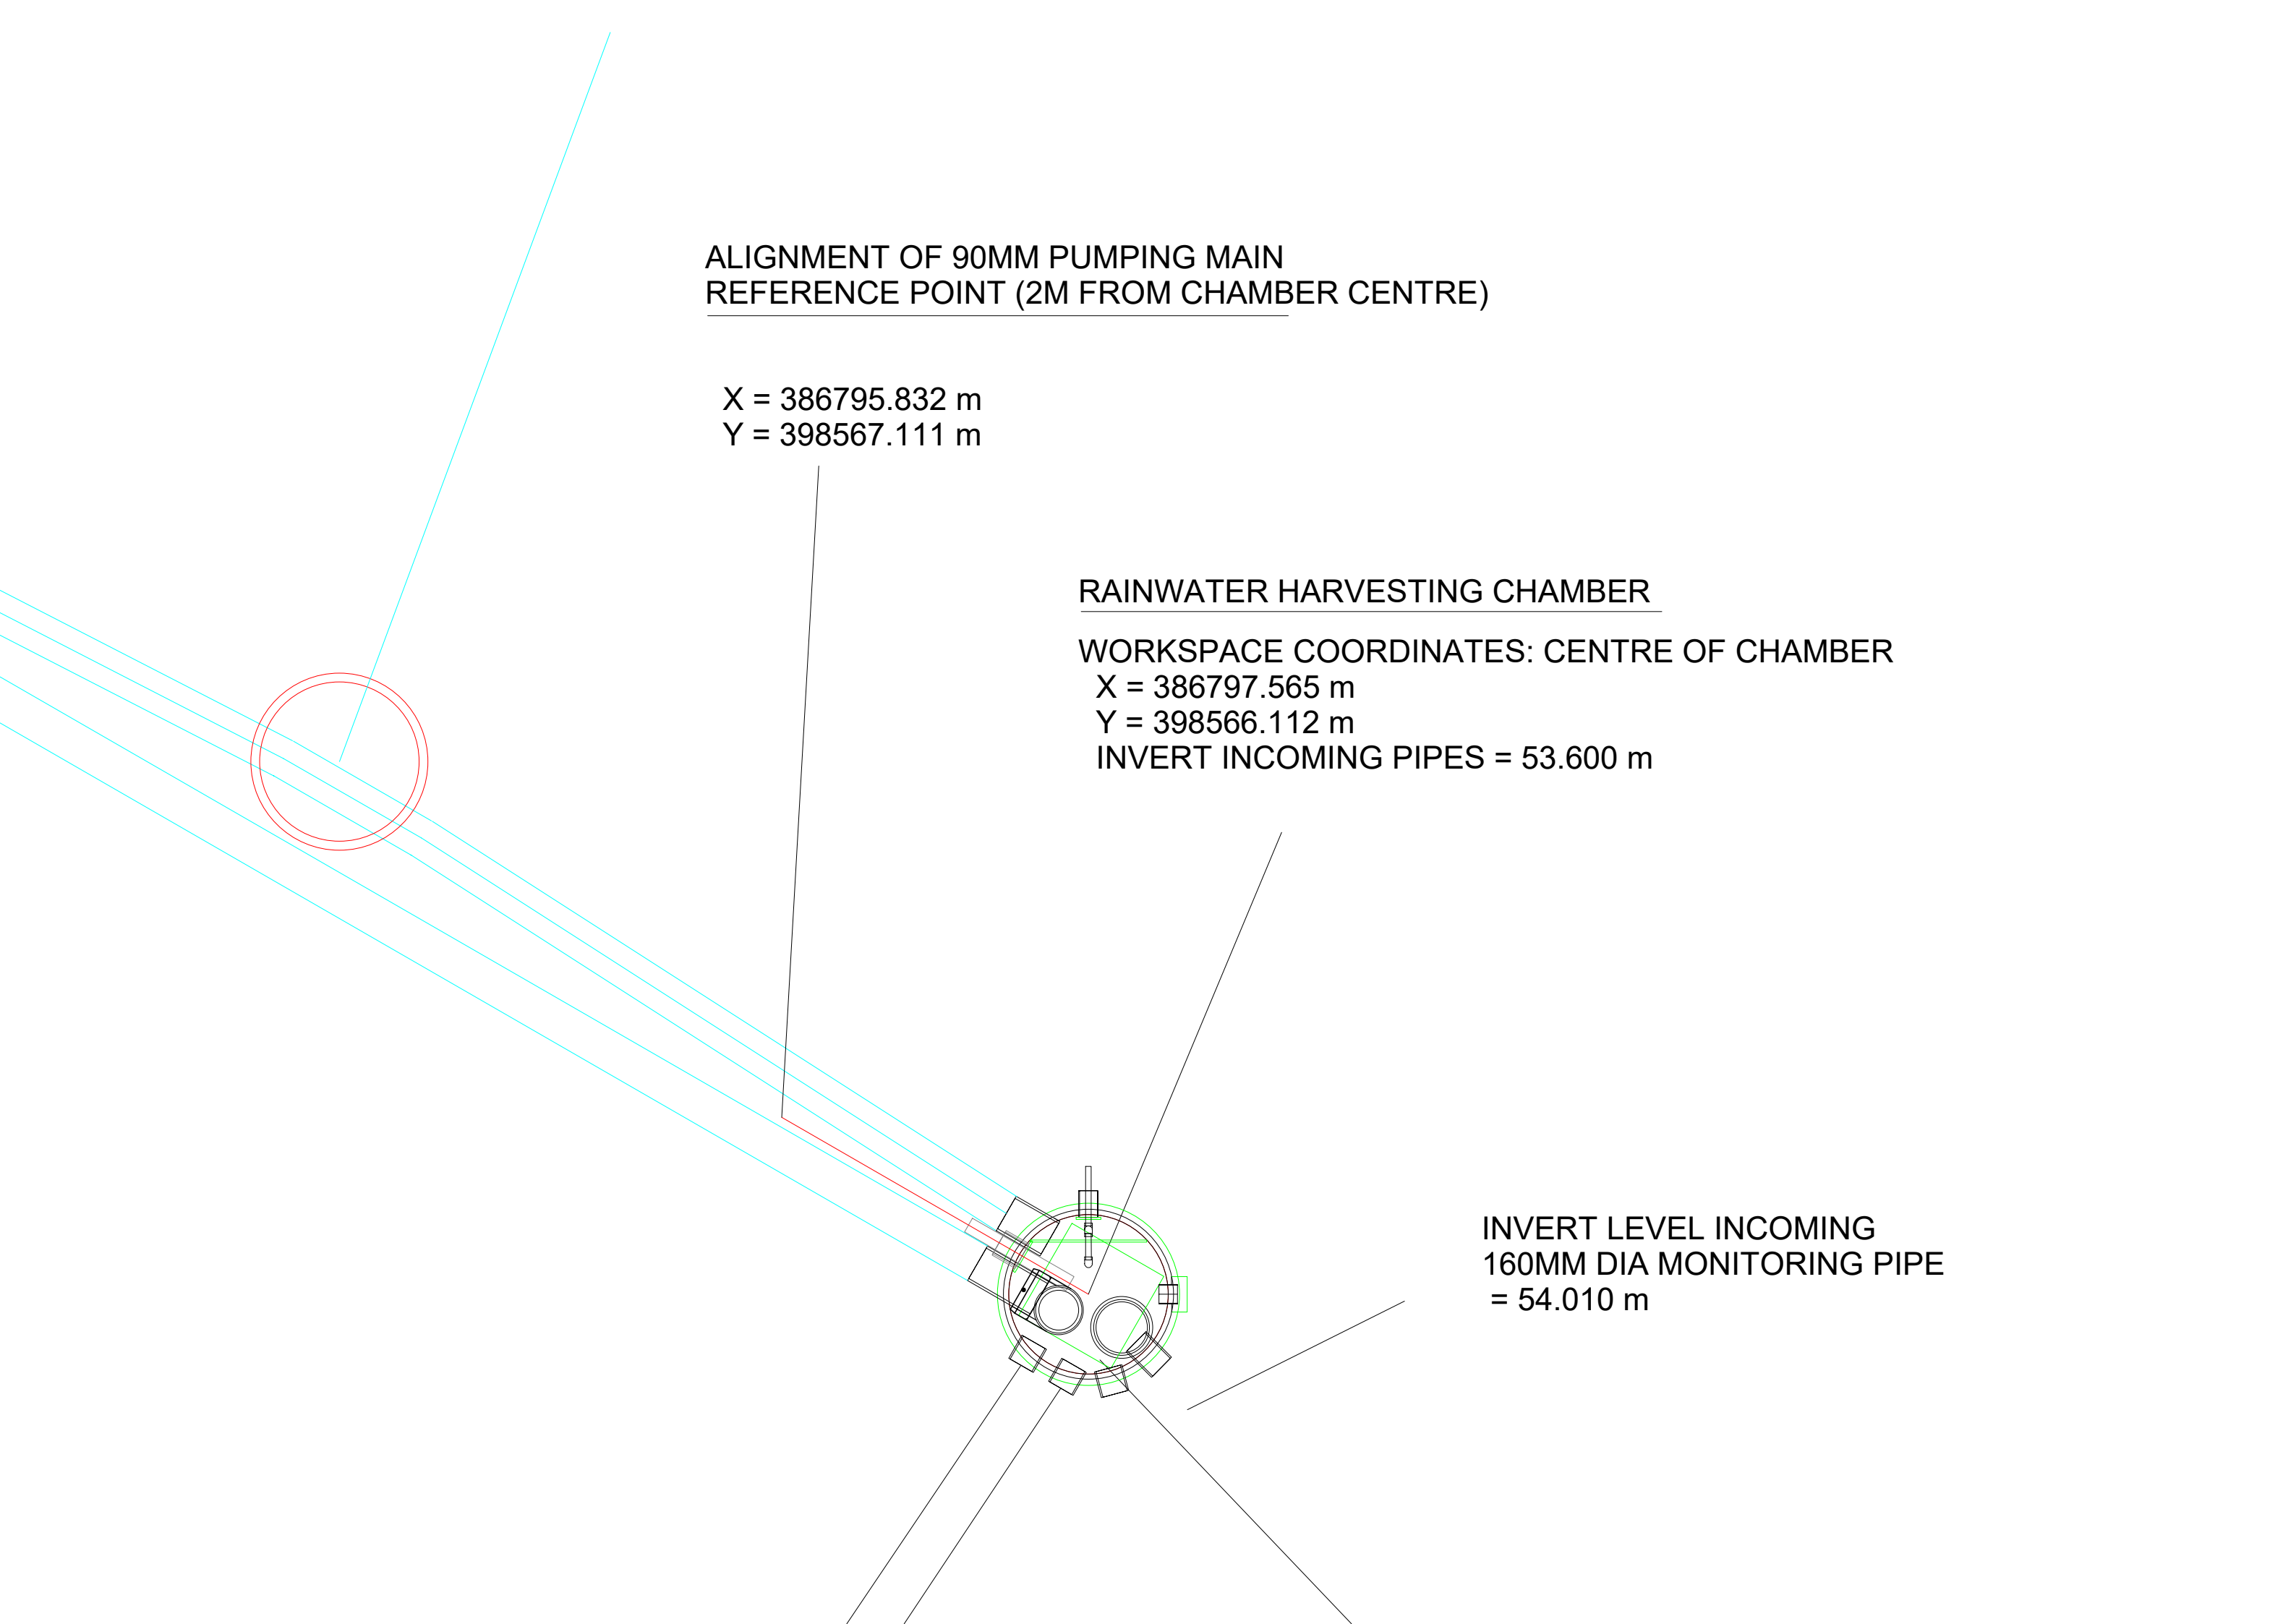 ALIGNMENT OF 90MM PUMPING MAIN
REFERENCE POINT (2M FROM CHAMBER CENTRE)
X = 386795.832 m
Y = 398567.111 m
RAINWATER HARVESTING CHAMBER
WORKSPACE COORDINATES: CENTRE OF CHAMBER
X = 386797.565 m
Y = 398566.112 m
INVERT INCOMING PIPES = 53.600 m
INVERT LEVEL INCOMING
160MM DIA MONITORING PIPE
= 54.010 m